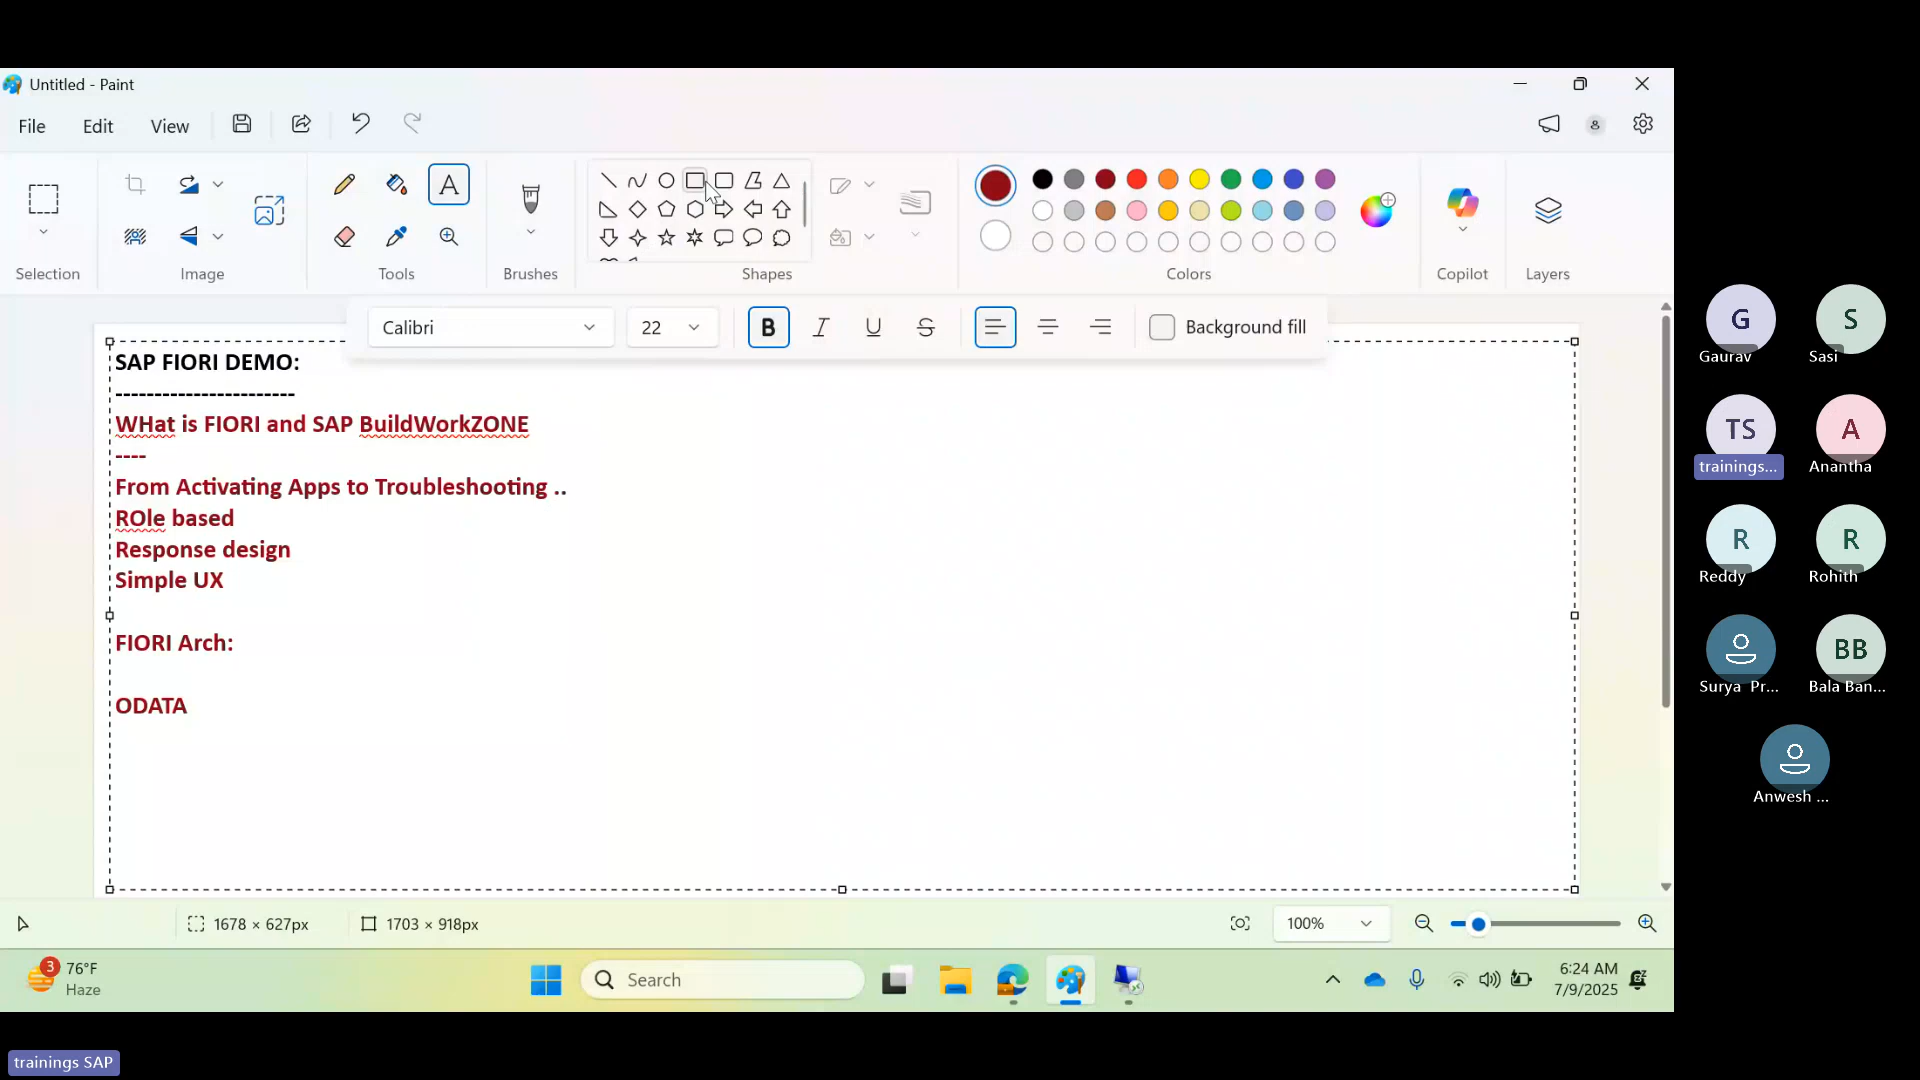 Untitled - Paint
File
Edit
View
Selection
Image
Tools
Brushes
Shapes
Colors
Copilot
Layers
Calibri
22
B
I
U
S
Background fill
SAP FIORI DEMO:
-----------------------
WHat is FIORI and SAP BuildWorkZONE
----
From Activating Apps to Troubleshooting ..
ROle based
Response design
Simple UX
FIORI Arch:
ODATA
1678 × 627px
1703 × 918px
100%
3
76°F
Haze
Search
6:24 AM
7/9/2025
G
Gaurav
S
Sasi
TS
trainings...
A
Anantha
R
Reddy
R
Rohith
Surya Pr...
BB
Bala Ban...
Anwesh ...
trainings SAP